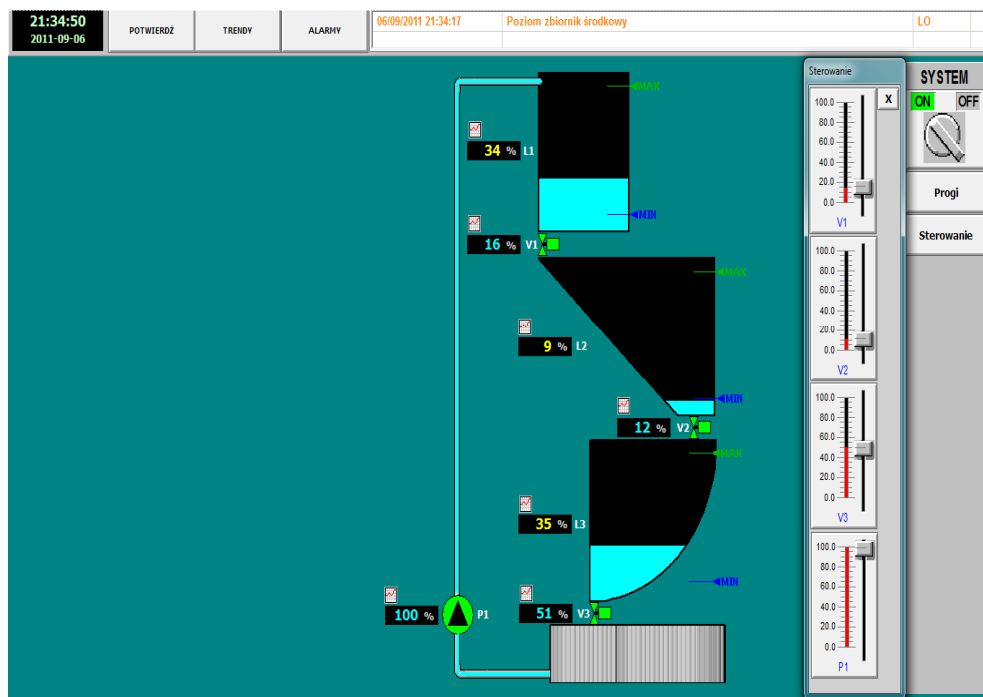 21:34:50
2011-09-06
POTWIERDŹ
TRENDY
ALARMY
06/09/2011 21:34:17 Poziom zbiornik środkowy LO
MAX
34 % L1
MIN
16 % V1
MAX
9 % L2
MIN
12 % V2
MAX
35 % L3
MIN
51 % V3
100 % P1
Sterowanie
X
100.0
80.0
60.0
40.0
20.0
0.0
V1
100.0
80.0
60.0
40.0
20.0
0.0
V2
100.0
80.0
60.0
40.0
20.0
0.0
V3
100.0
80.0
60.0
40.0
20.0
0.0
P1
SYSTEM
ON OFF
Progi
Sterowanie